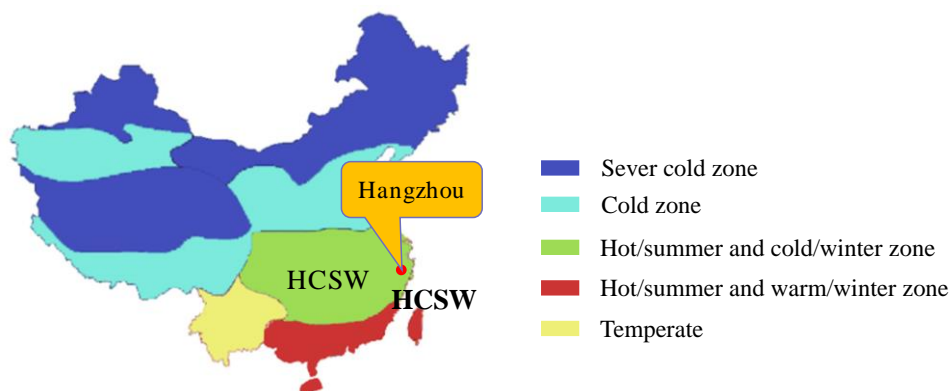 Hangzhou
HCSW
HCSW
Sever cold zone
Cold zone
Hot/summer and cold/winter zone
Hot/summer and warm/winter zone
Temperate